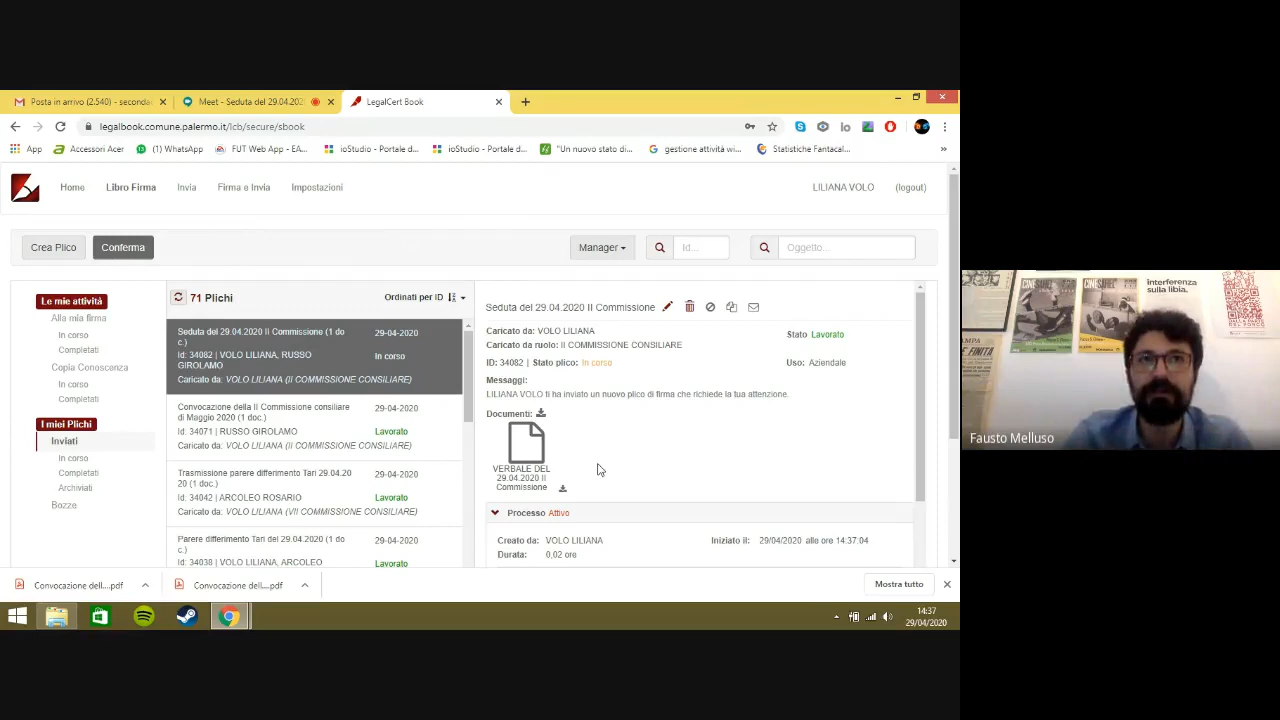 Posta in arrivo (2.540) - seconda
Meet - Seduta del 29.04.202
LegalCert Book
legalbook.comune.palermo.it/lcb/secure/sbook
App
Accessori Acer
(1) WhatsApp
FUT Web App - EA...
ioStudio - Portale d...
ioStudio - Portale d...
"Un nuovo stato di...
gestione attività wi...
Statistiche Fantacal...
»
Home
Libro Firma
Invia
Firma e Invia
Impostazioni
LILIANA VOLO
(logout)
Crea Plico
Conferma
Manager
Id...
Oggetto...
Le mie attività
Alla mia firma
In corso
Completati
Copia Conoscenza
In corso
Completati
I miei Plichi
Inviati
In corso
Completati
Archiviati
Bozze
71 Plichi
Ordinati per ID
Seduta del 29.04.2020 II Commissione (1 do
c.)
29-04-2020
Id: 34082 | VOLO LILIANA, RUSSO
GIROLAMO
In corso
Caricato da: VOLO LILIANA (II COMMISSIONE CONSILIARE)
Convocazione della II Commissione consiliare
di Maggio 2020 (1 doc.)
29-04-2020
Id: 34071 | RUSSO GIROLAMO
Lavorato
Caricato da: VOLO LILIANA (II COMMISSIONE CONSILIARE)
Trasmissione parere differimento Tari 29.04.20
20 (1 doc.)
29-04-2020
Id: 34042 | ARCOLEO ROSARIO
Lavorato
Caricato da: VOLO LILIANA (VII COMMISSIONE CONSILIARE)
Parere differimento Tari del 29.04.2020 (1 do
c.)
29-04-2020
Id: 34038 | VOLO LILIANA, ARCOLEO
Lavorato
Seduta del 29.04.2020 II Commissione
Caricato da: VOLO LILIANA
Stato Lavorato
Caricato da ruolo: II COMMISSIONE CONSILIARE
ID: 34082 | Stato plico: In corso
Uso: Aziendale
Messaggi:
LILIANA VOLO ti ha inviato un nuovo plico di firma che richiede la tua attenzione.
Documenti:
VERBALE DEL
29.04.2020 II
Commissione
Processo Attivo
Creato da: VOLO LILIANA
Iniziato il: 29/04/2020 alle ore 14:37:04
Durata: 0,02 ore
Convocazione dell....pdf
Convocazione dell....pdf
Mostra tutto
14:37
29/04/2020
interferenza
sulla libia.
Fausto Melluso